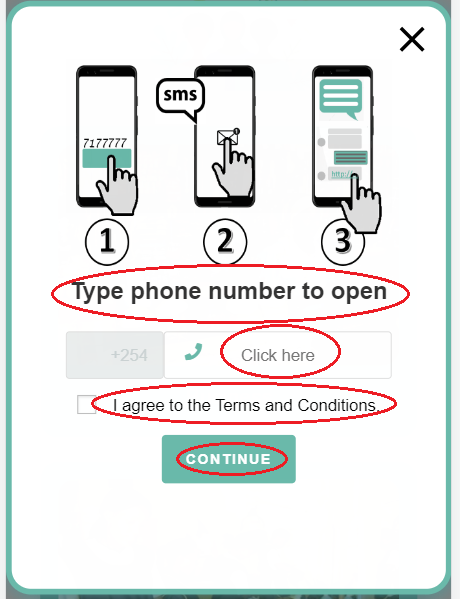 sms
7177777
http://
1
2
3
Type phone number to open
+254
Click here
I agree to the Terms and Conditions.
CONTINUE